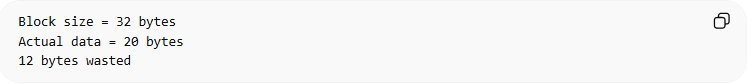 Block size = 32 bytes
Actual data = 20 bytes
12 bytes wasted